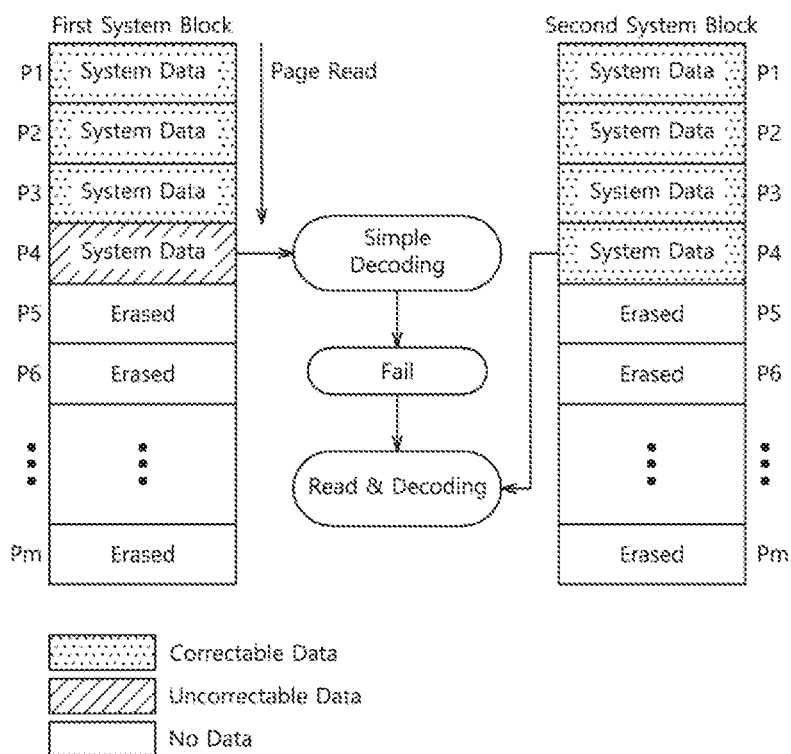 First System Block
Second System Block
P1 System Data Page Read System Data P1
P2 System Data System Data P2
P3 System Data System Data P3
P4 System Data Simple Decoding System Data P4
P5 Erased Erased P5
P6 Erased Fail Erased P6
Read & Decoding
Pm Erased Erased Pm
Correctable Data
Uncorrectable Data
No Data